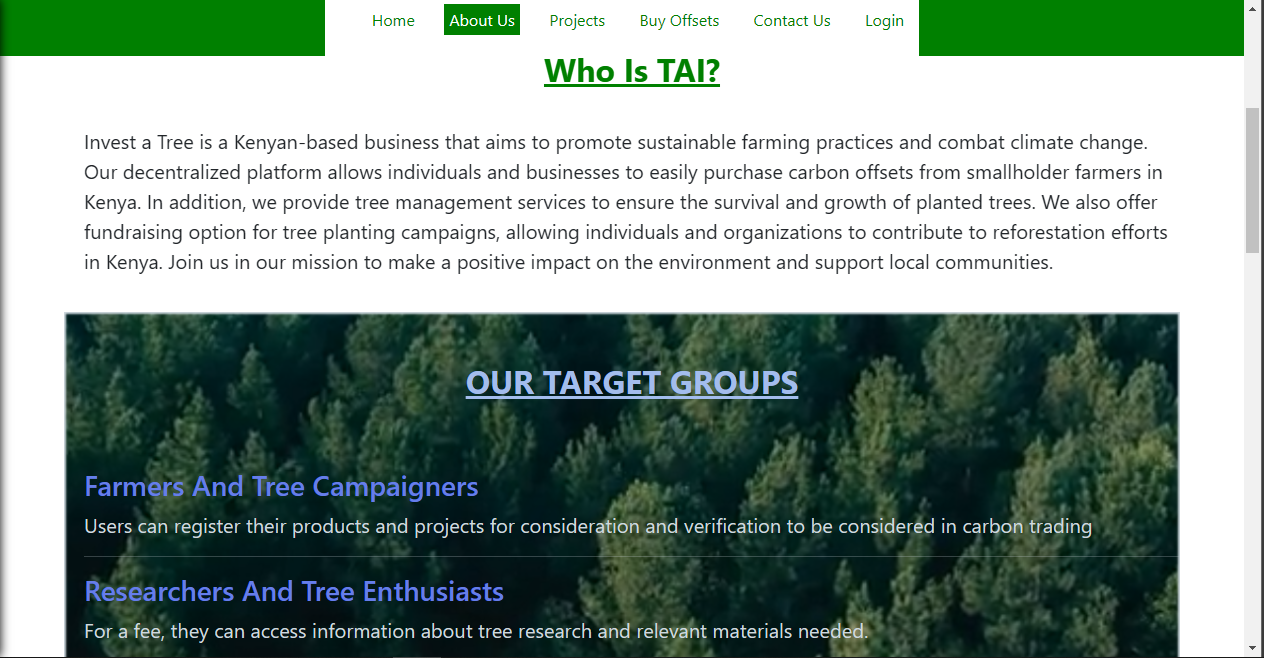 Home About Us Projects Buy Offsets Contact Us Login
Who Is TAI?
Invest a Tree is a Kenyan-based business that aims to promote sustainable farming practices and combat climate change.
Our decentralized platform allows individuals and businesses to easily purchase carbon offsets from smallholder farmers in
Kenya. In addition, we provide tree management services to ensure the survival and growth of planted trees. We also offer
fundraising option for tree planting campaigns, allowing individuals and organizations to contribute to reforestation efforts
in Kenya. Join us in our mission to make a positive impact on the environment and support local communities.
OUR TARGET GROUPS
Farmers And Tree Campaigners
Users can register their products and projects for consideration and verification to be considered in carbon trading
Researchers And Tree Enthusiasts
For a fee, they can access information about tree research and relevant materials needed.